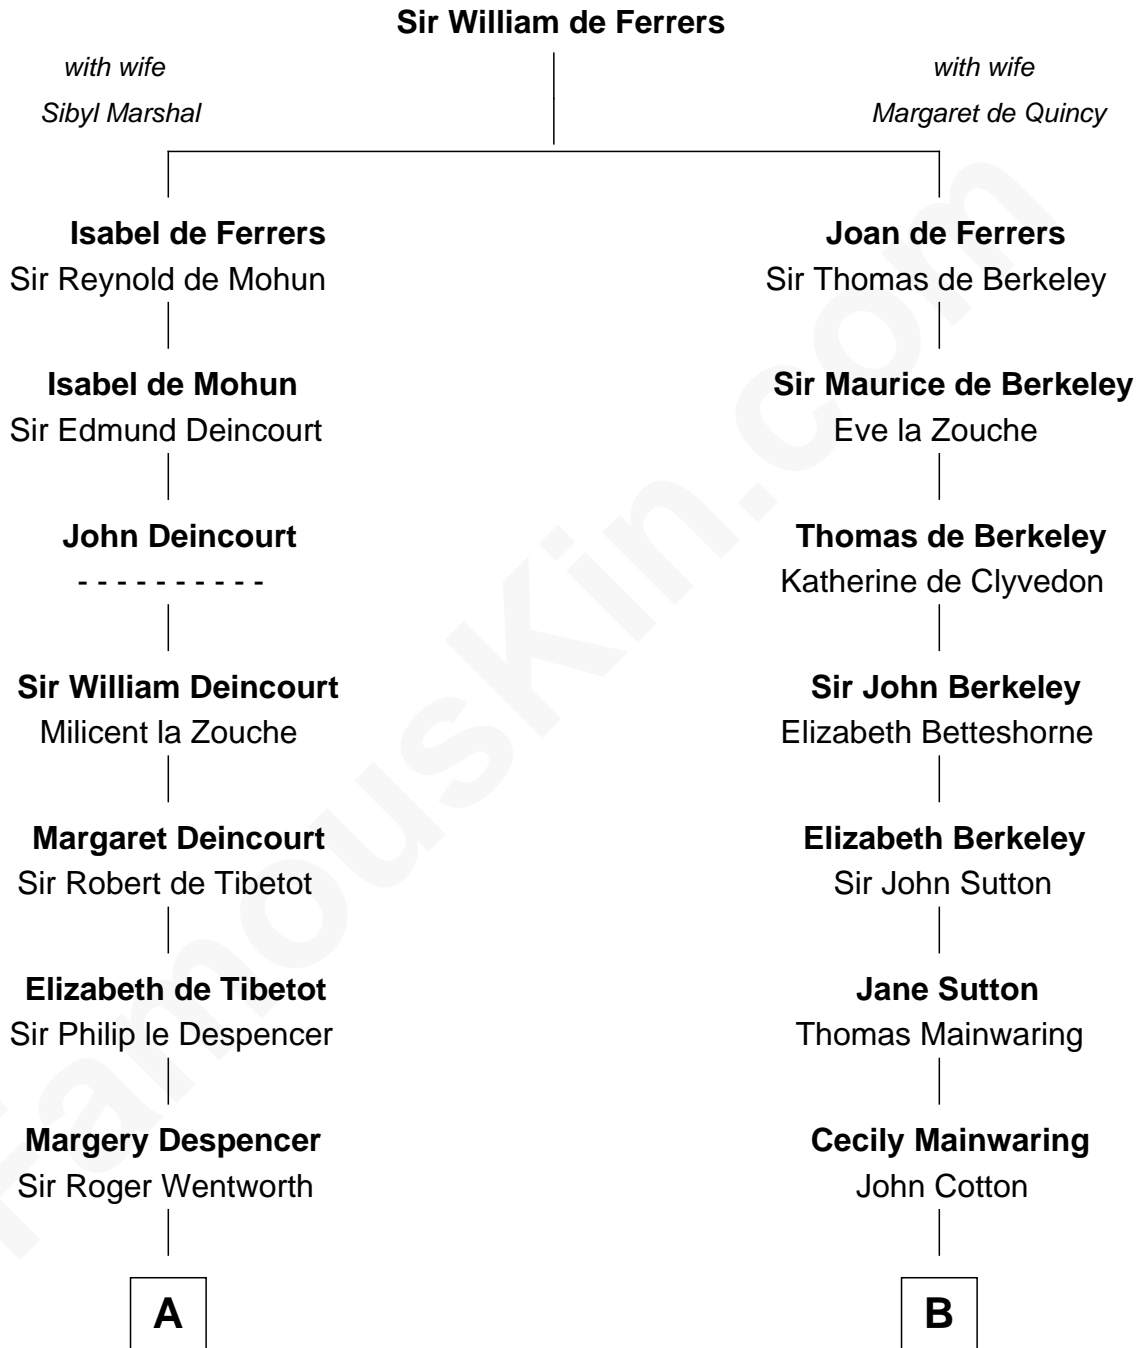 Sir William de Ferrers
with wife
Sibyl Marshal
with wife
Margaret de Quincy
Isabel de Ferrers
Sir Reynold de Mohun
Joan de Ferrers
Sir Thomas de Berkeley
Isabel de Mohun
Sir Edmund Deincourt
Sir Maurice de Berkeley
Eve la Zouche
John Deincourt
- - - - - - - - - -
Thomas de Berkeley
Katherine de Clyvedon
Sir William Deincourt
Milicent la Zouche
Sir John Berkeley
Elizabeth Betteshorne
Margaret Deincourt
Sir Robert de Tibetot
Elizabeth Berkeley
Sir John Sutton
Elizabeth de Tibetot
Sir Philip le Despencer
Jane Sutton
Thomas Mainwaring
Margery Despencer
Sir Roger Wentworth
Cecily Mainwaring
John Cotton
A
B
FamousKin.com